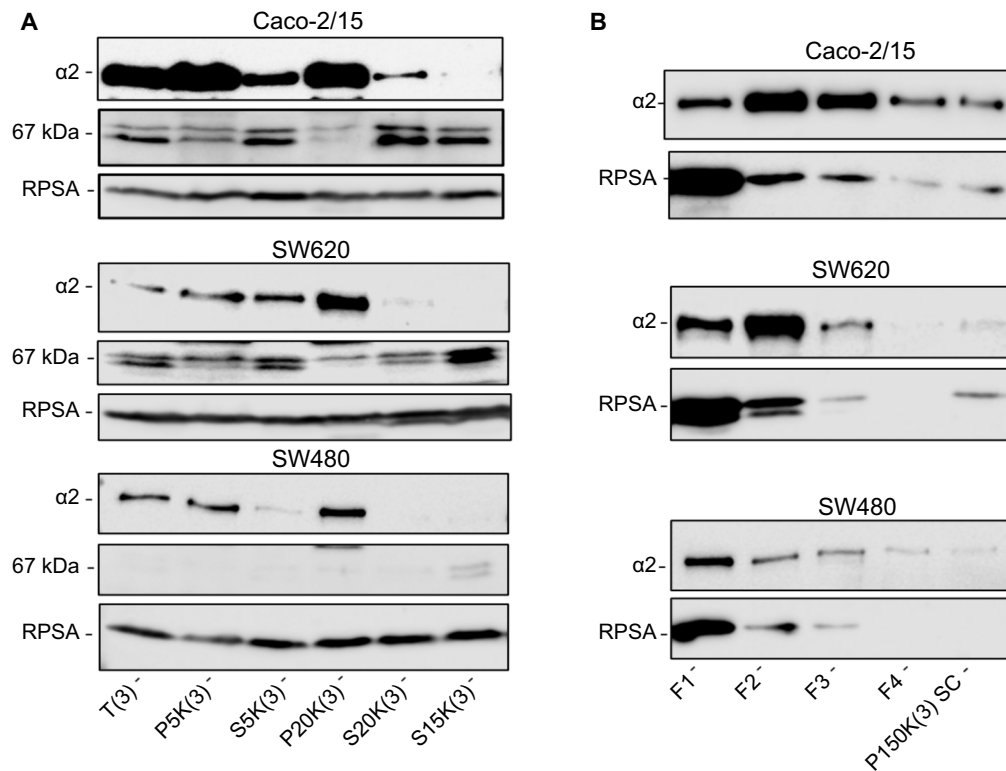 A
Caco-2/15
α2 -
67 kDa -
RPSA -
SW620
α2 -
67 kDa -
RPSA -
SW480
α2 -
67 kDa -
RPSA -
T(3) -
P5K(3) -
S5K(3) -
P20K(3) -
S20K(3) -
S15K(3) -
B
Caco-2/15
α2 -
RPSA -
SW620
α2 -
RPSA -
SW480
α2 -
RPSA -
F1 -
F2 -
F3 -
F4 -
P150K(3) SC -